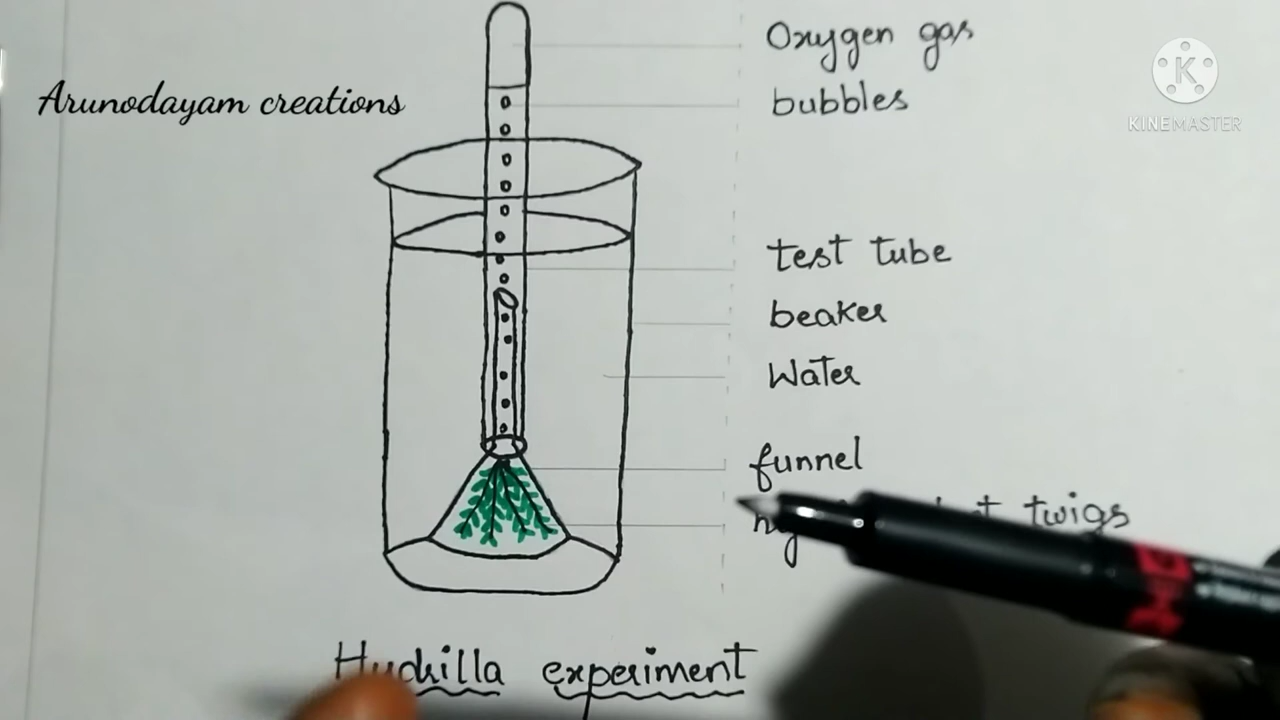 Oxygen gas
Arunodayam creations
bubbles
KINEMASTER
test tube
beaker
Water
funnel
twigs
Hydrilla experiment